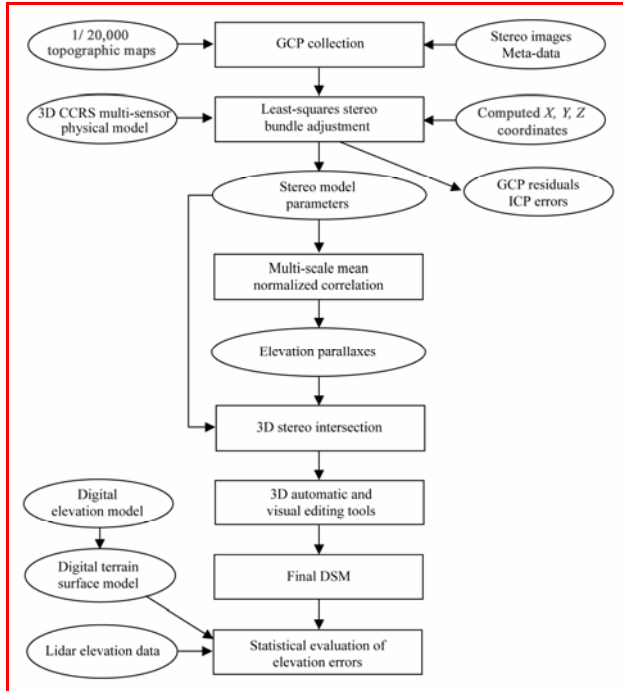 1/ 20,000
topographic maps
GCP collection
Stereo images
Meta-data
3D CCRS multi-sensor
physical model
Least-squares stereo
bundle adjustment
Computed X, Y, Z
coordinates
Stereo model
parameters
GCP residuals
ICP errors
Multi-scale mean
normalized correlation
Elevation parallaxes
3D stereo intersection
Digital
elevation model
3D automatic and
visual editing tools
Digital terrain
surface model
Final DSM
Lidar elevation data
Statistical evaluation of
elevation errors